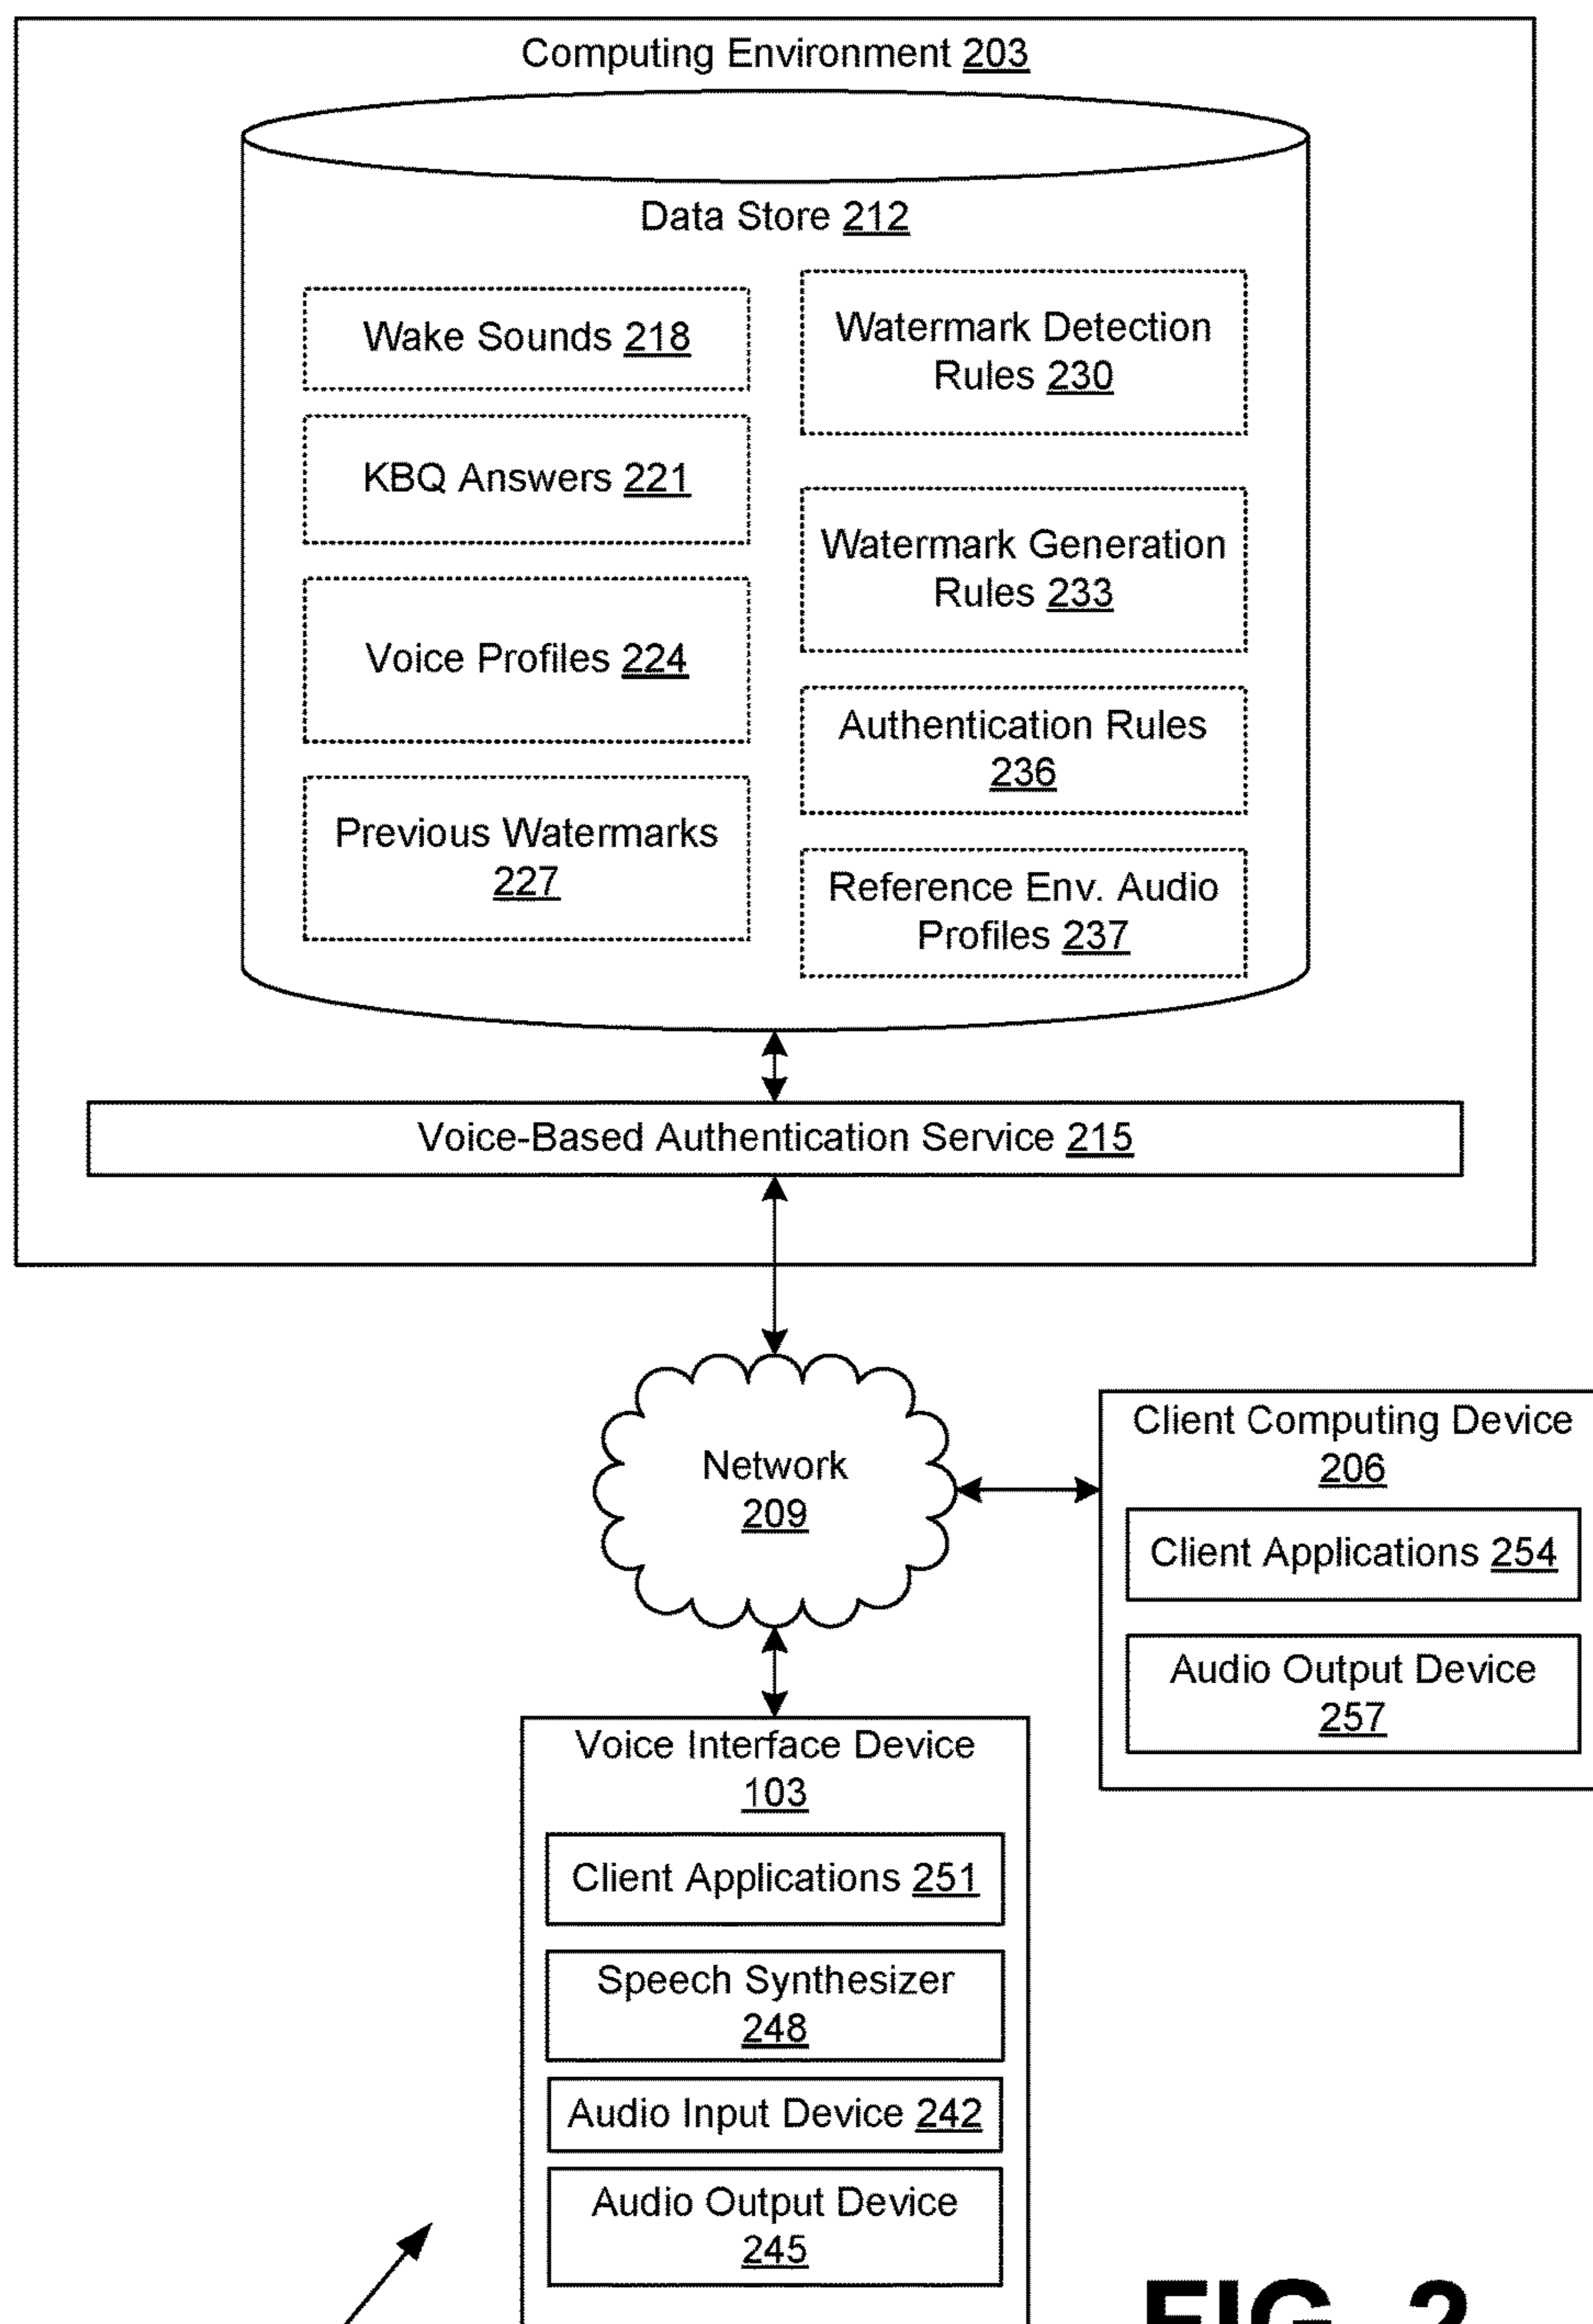 Computing Environment 203
Data Store 212
Wake Sounds 218
KBQ Answers 221
Voice Profiles 224
Previous Watermarks
227
Watermark Detection
Rules 230
Watermark Generation
Rules 233
Authentication Rules
236
Reference Env. Audio
Profiles 237
Voice-Based Authentication Service 215
Network
209
Client Computing Device
206
Client Applications 254
Audio Output Device
257
Voice Interface Device
103
Client Applications 251
Speech Synthesizer
248
Audio Input Device 242
Audio Output Device
245
FIG. 2